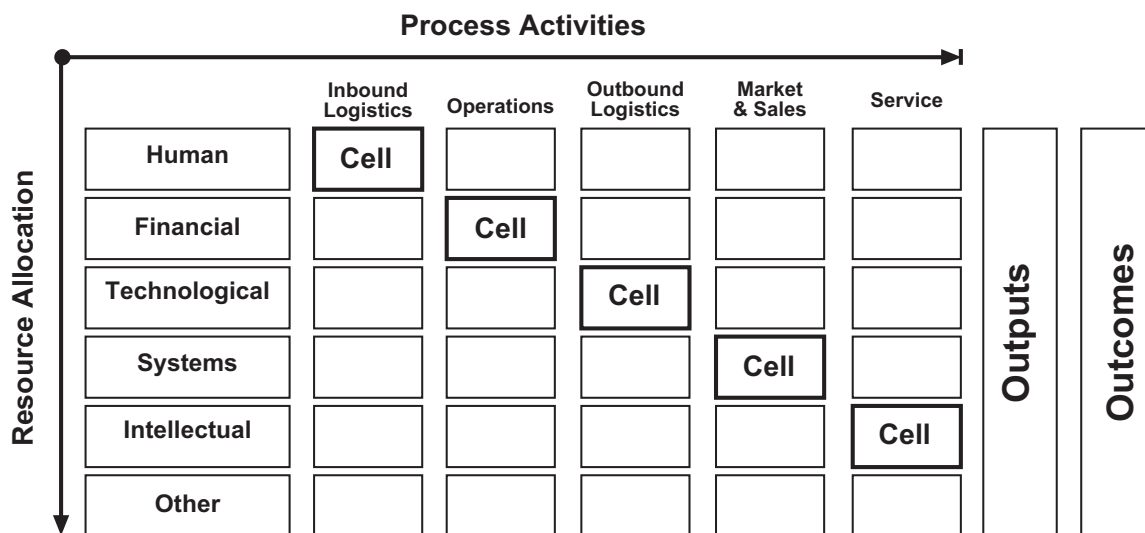 Process Activities
Inbound
Logistics
Operations
Outbound
Logistics
Market
& Sales
Service
Resource Allocation
Human
Cell
Financial
Cell
Technological
Cell
Systems
Cell
Intellectual
Cell
Other
Outputs
Outcomes